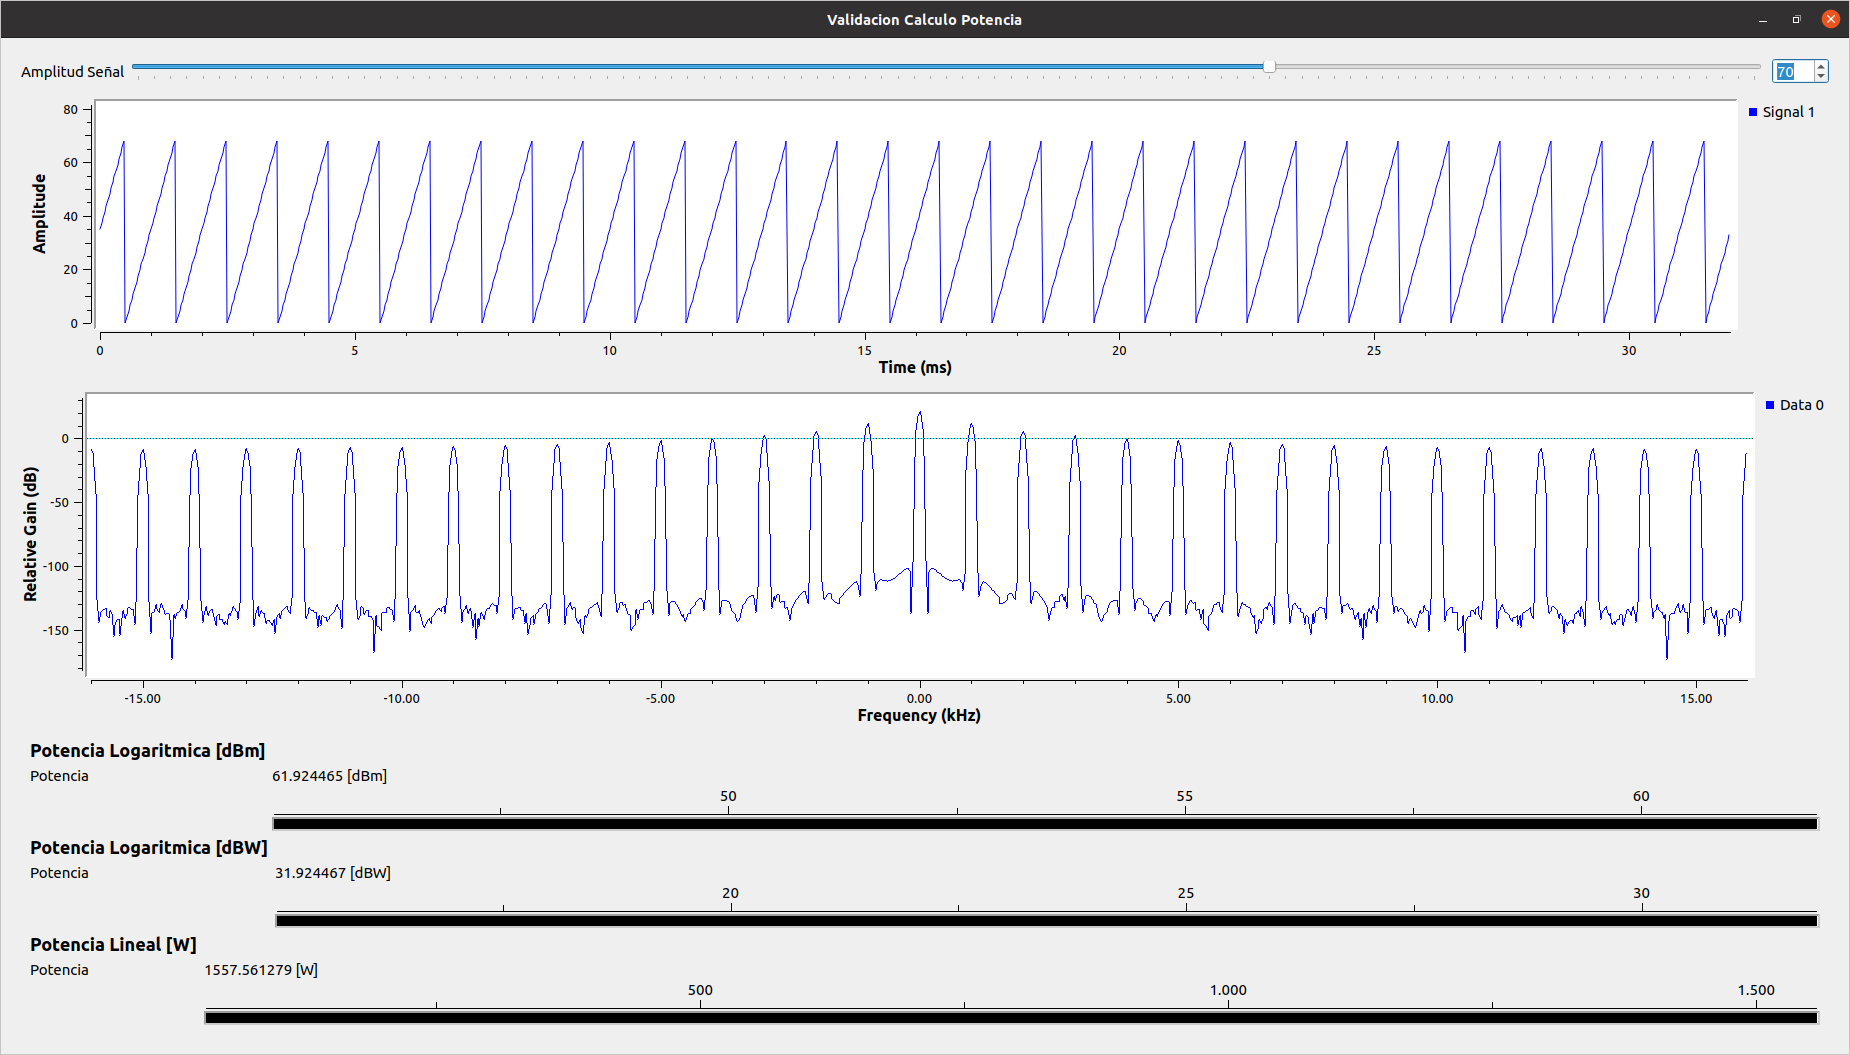 Validacion Calculo Potencia
Amplitud Señal
70
80
60
40
20
0
Amplitude
Signal 1
0 5 10 15 20 25 30
Time (ms)
0
-50
-100
-150
Relative Gain (dB)
Data 0
-15.00 -10.00 -5.00 0.00 5.00 10.00 15.00
Frequency (kHz)
Potencia Logaritmica [dBm]
Potencia 61.924465 [dBm]
50 55 60
Potencia Logaritmica [dBW]
Potencia 31.924467 [dBW]
20 25 30
Potencia Lineal [W]
Potencia 1557.561279 [W]
500 1.000 1.500